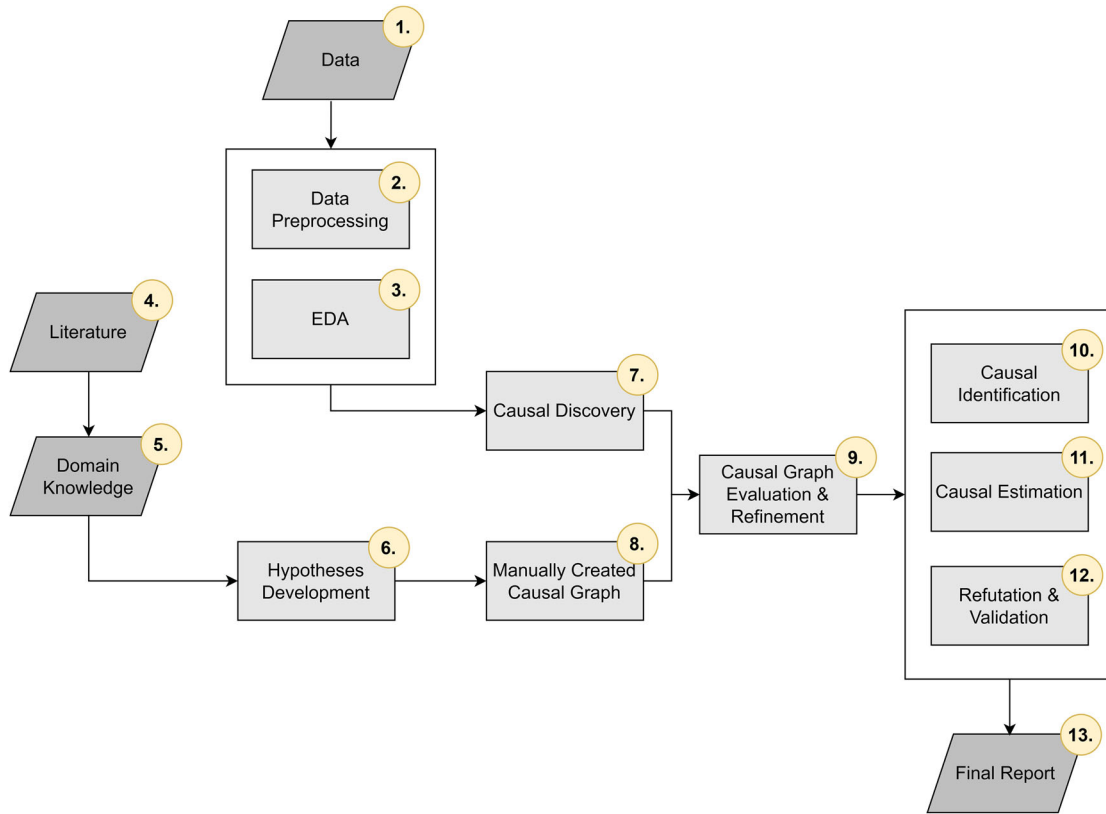 1.
Data
2.
Data
Preprocessing
3.
EDA
4.
Literature
5.
Domain
Knowledge
6.
Hypotheses
Development
7.
Causal Discovery
8.
Manually Created
Causal Graph
9.
Causal Graph
Evaluation &
Refinement
10.
Causal
Identification
11.
Causal Estimation
12.
Refutation &
Validation
13.
Final Report